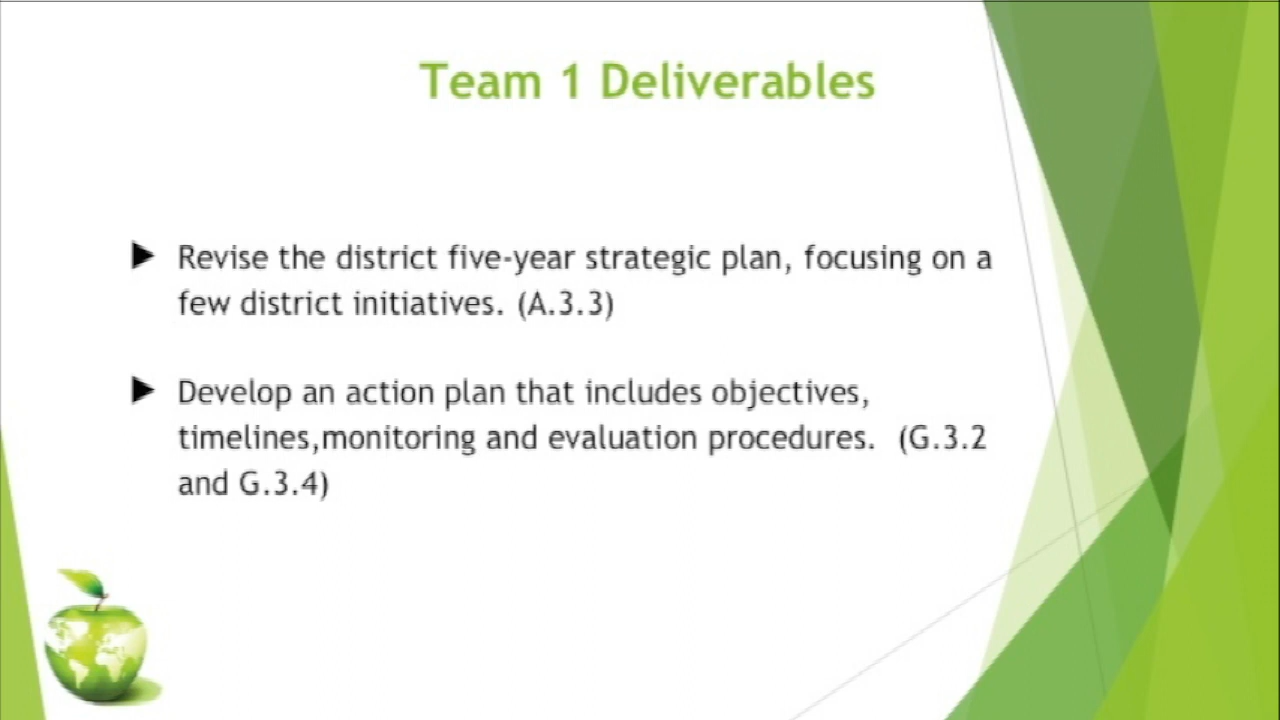 Team 1 Deliverables
Revise the district five-year strategic plan, focusing on a
few district initiatives. (A.3.3)
Develop an action plan that includes objectives,
timelines,monitoring and evaluation procedures. (G.3.2
and G.3.4)